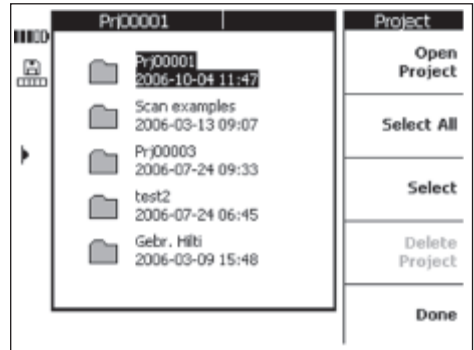 Prj00001
Project
Prj00001
2006-10-04 11:47
Scan examples
2006-03-13 09:07
Prj00003
2006-07-24 09:33
test2
2006-07-24 06:45
Gebr. Hilti
2006-03-09 15:48
Open
Project
Select All
Select
Delete
Project
Done